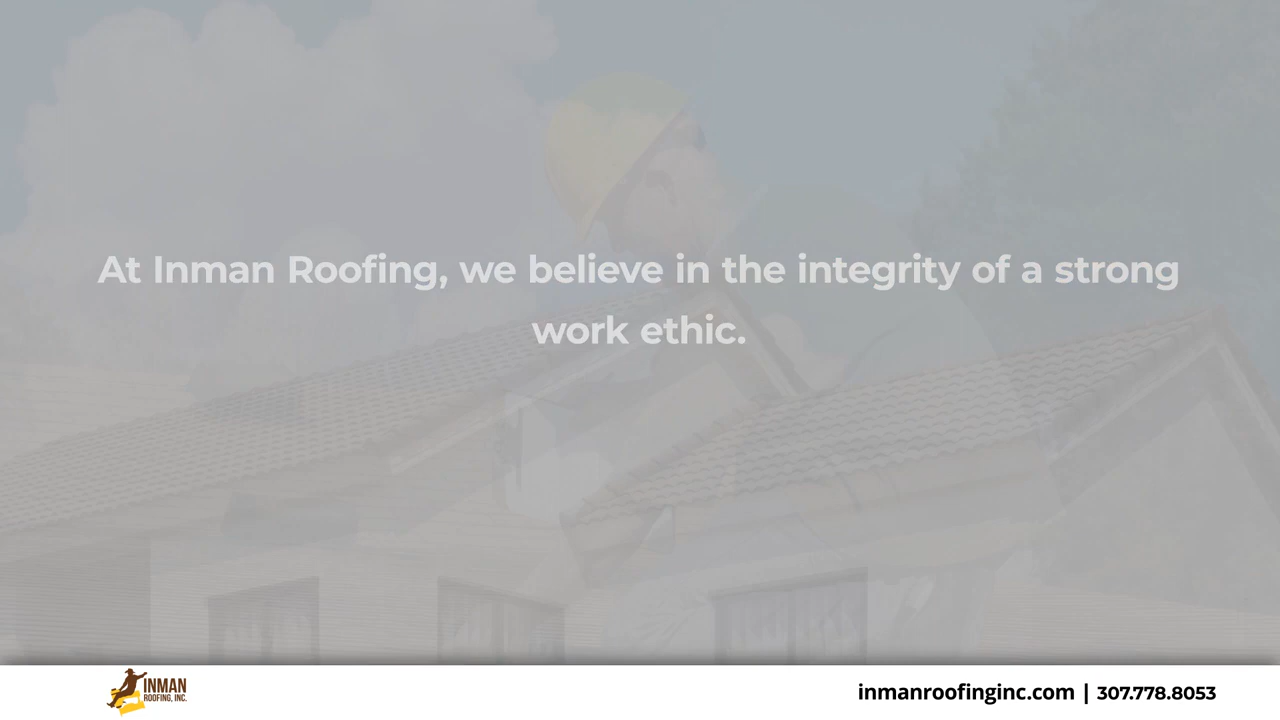 At Inman Roofing, we believe in the integrity of a strong
work ethic.
INMAN
ROOFING, INC.
inmanroofinginc.com | 307.778.8053